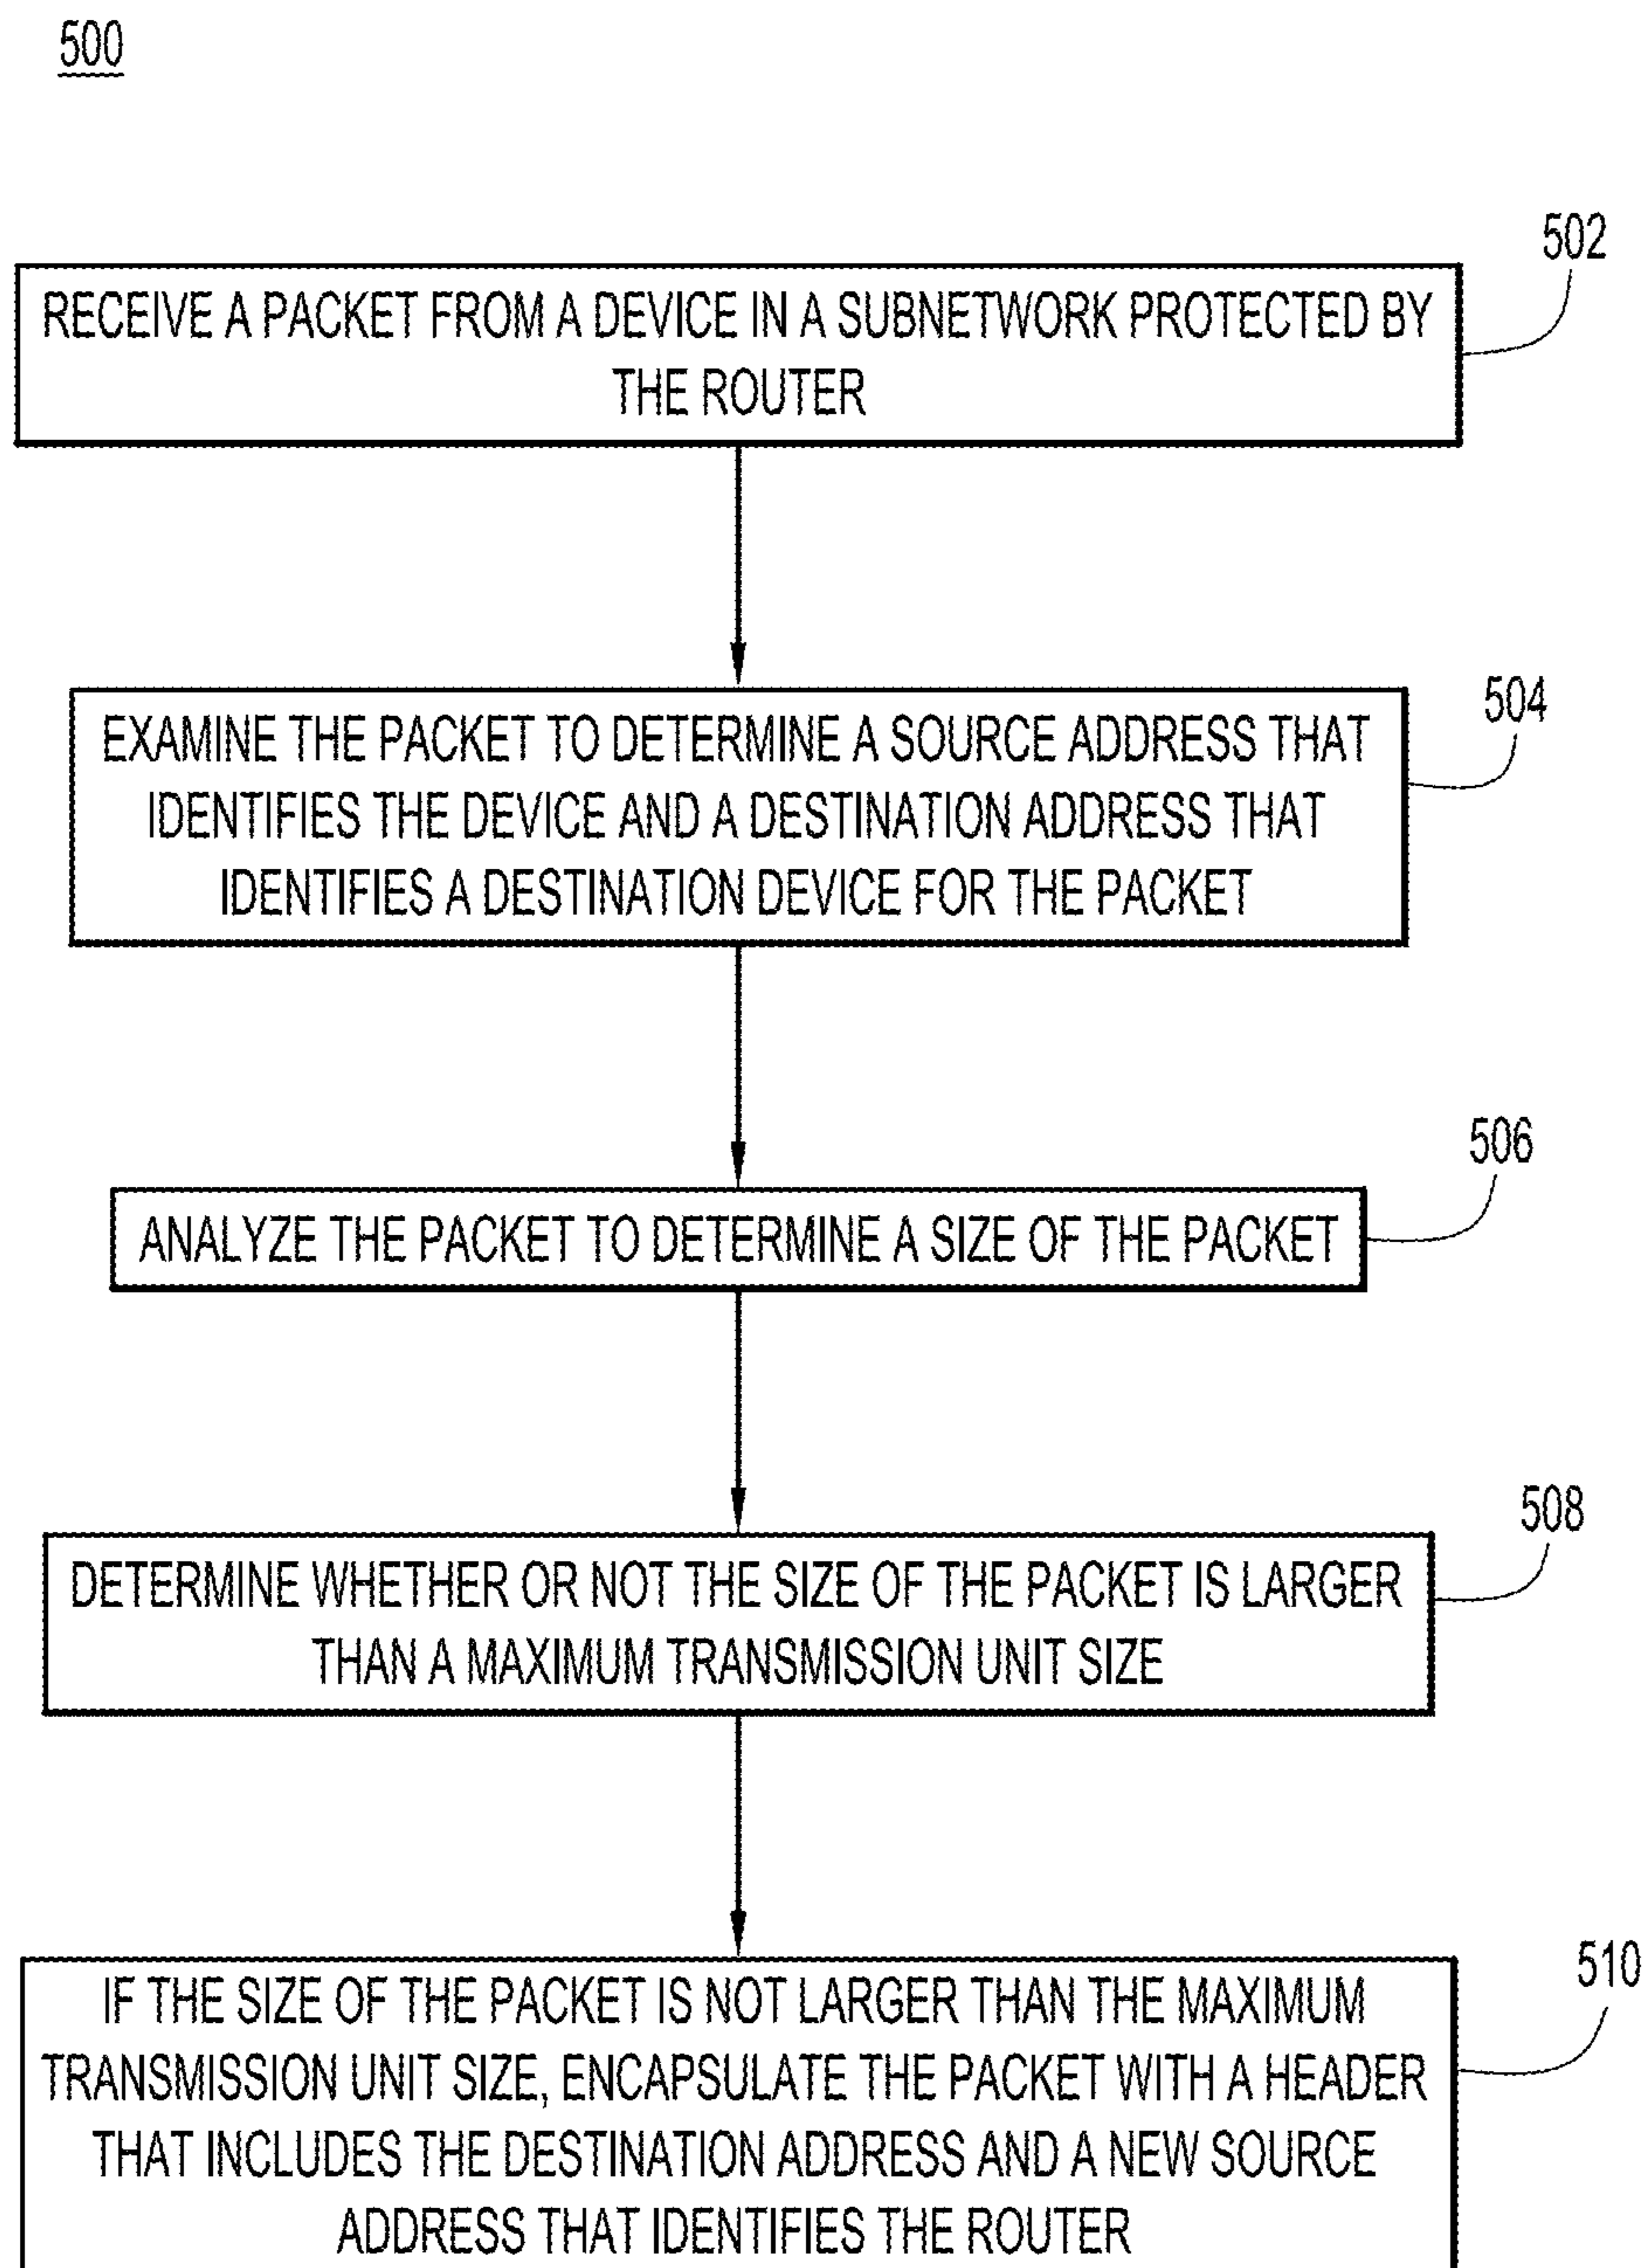 500
502
RECEIVE A PACKET FROM A DEVICE IN A SUBNETWORK PROTECTED BY
THE ROUTER
504
EXAMINE THE PACKET TO DETERMINE A SOURCE ADDRESS THAT
IDENTIFIES THE DEVICE AND A DESTINATION ADDRESS THAT
IDENTIFIES A DESTINATION DEVICE FOR THE PACKET
506
ANALYZE THE PACKET TO DETERMINE A SIZE OF THE PACKET
508
DETERMINE WHETHER OR NOT THE SIZE OF THE PACKET IS LARGER
THAN A MAXIMUM TRANSMISSION UNIT SIZE
510
IF THE SIZE OF THE PACKET IS NOT LARGER THAN THE MAXIMUM
TRANSMISSION UNIT SIZE, ENCAPSULATE THE PACKET WITH A HEADER
THAT INCLUDES THE DESTINATION ADDRESS AND A NEW SOURCE
ADDRESS THAT IDENTIFIES THE ROUTER